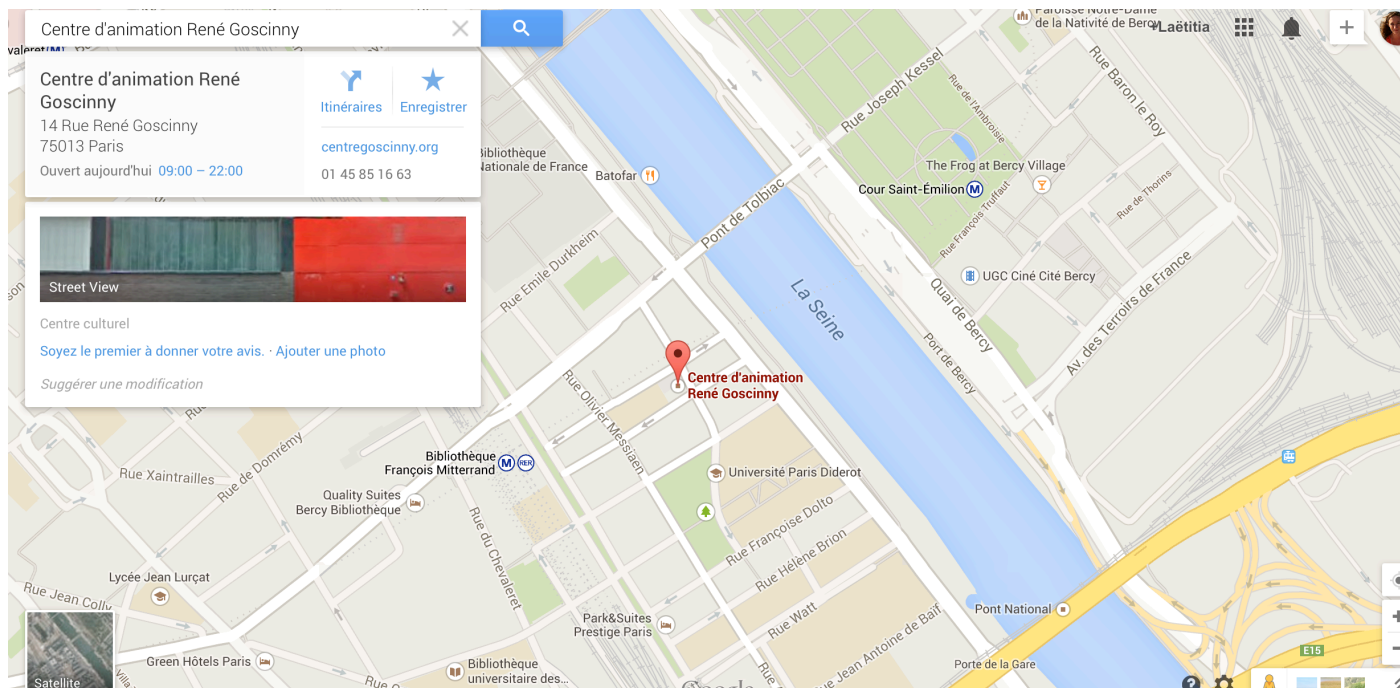 Centre d'animation René Goscinny
Centre d'animation René
Goscinny
14 Rue René Goscinny
75013 Paris
Ouvert aujourd'hui 09:00 – 22:00
Itinéraires
Enregistrer
centregoscinny.org
01 45 85 16 63
Street View
Centre culturel
Soyez le premier à donner votre avis. · Ajouter une photo
Suggérer une modification
Paroisse Notre-Dame
de la Nativité de Bercy
+Laëtitia
Rue Joseph Kessel
Rue de l'Ambroisie
Rue Baron le Roy
Bibliothèque
Nationale de France
Batofar
The Frog at Bercy Village
Cour Saint-Émilion M
Rue François Truffaut
Rue de Thorins
Pont de Tolbiac
Rue Emile Durkheim
UGC Ciné Cité Bercy
La Seine
Quai de Bercy
Port de Bercy
Av. des Terroirs de France
Centre d'animation
René Goscinny
Rue Olivier Messiaen
Bibliothèque
François Mitterrand M RER
Université Paris Diderot
Rue Xaintrailles
Rue de Domrémy
Quality Suites
Bercy Bibliothèque
Rue du Chevaleret
Rue Françoise Dolto
Rue Hélène Brion
Rue Watt
Rue Jean Antoine de Baïf
Lycée Jean Lurçat
Rue Jean Colly
Park&Suites
Prestige Paris
Pont National
E15
Green Hôtels Paris
Bibliothèque
universitaire des...
Porte de la Gare
Satellite
Google